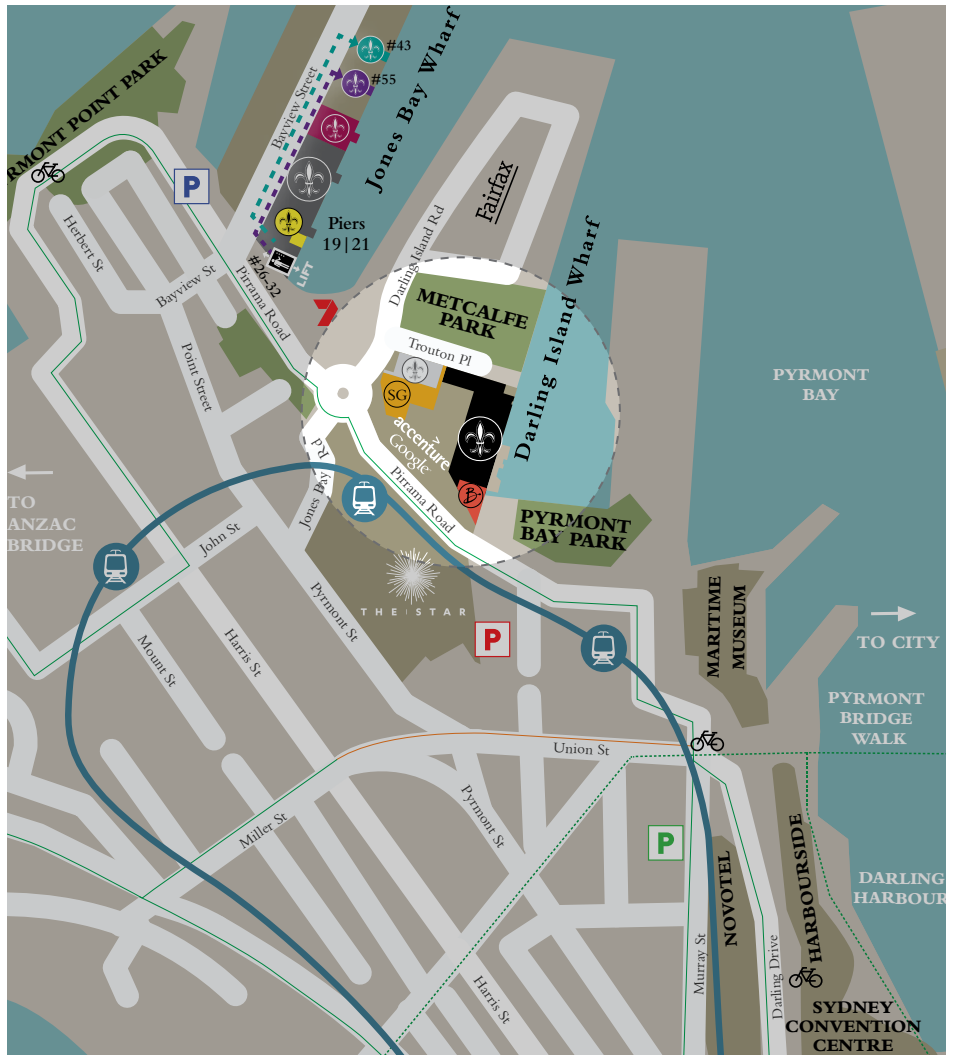 #43
#55
Bayview Street
Jones Bay Wharf
PARK
POINT
P
Piers
19|21
LIFT
#26-32
Fairfax
Darling Island Rd
Darling Island Wharf
Herbert St
Bayview St
Pirrama Road
7
METCALFE
PARK
Trouton Pl
SG
accenture
>
Google
B
Point Street
Jones Bay Rd
Pirrama Road
PYRMONT
BAY PARK
PYRMONT
BAY
TO
ANZAC
BRIDGE
John St
THE STAR
P
Pyrmont St
Mount St
Harris St
MARITIME
MUSEUM
TO CITY
PYRMONT
BRIDGE
WALK
Union St
Miller St
Pyrmont St
P
NOVOTEL
HARBOURSIDE
DARLING
Harris St
Murray St
Darling Drive
SYDNEY
CONVENTION
CENTRE